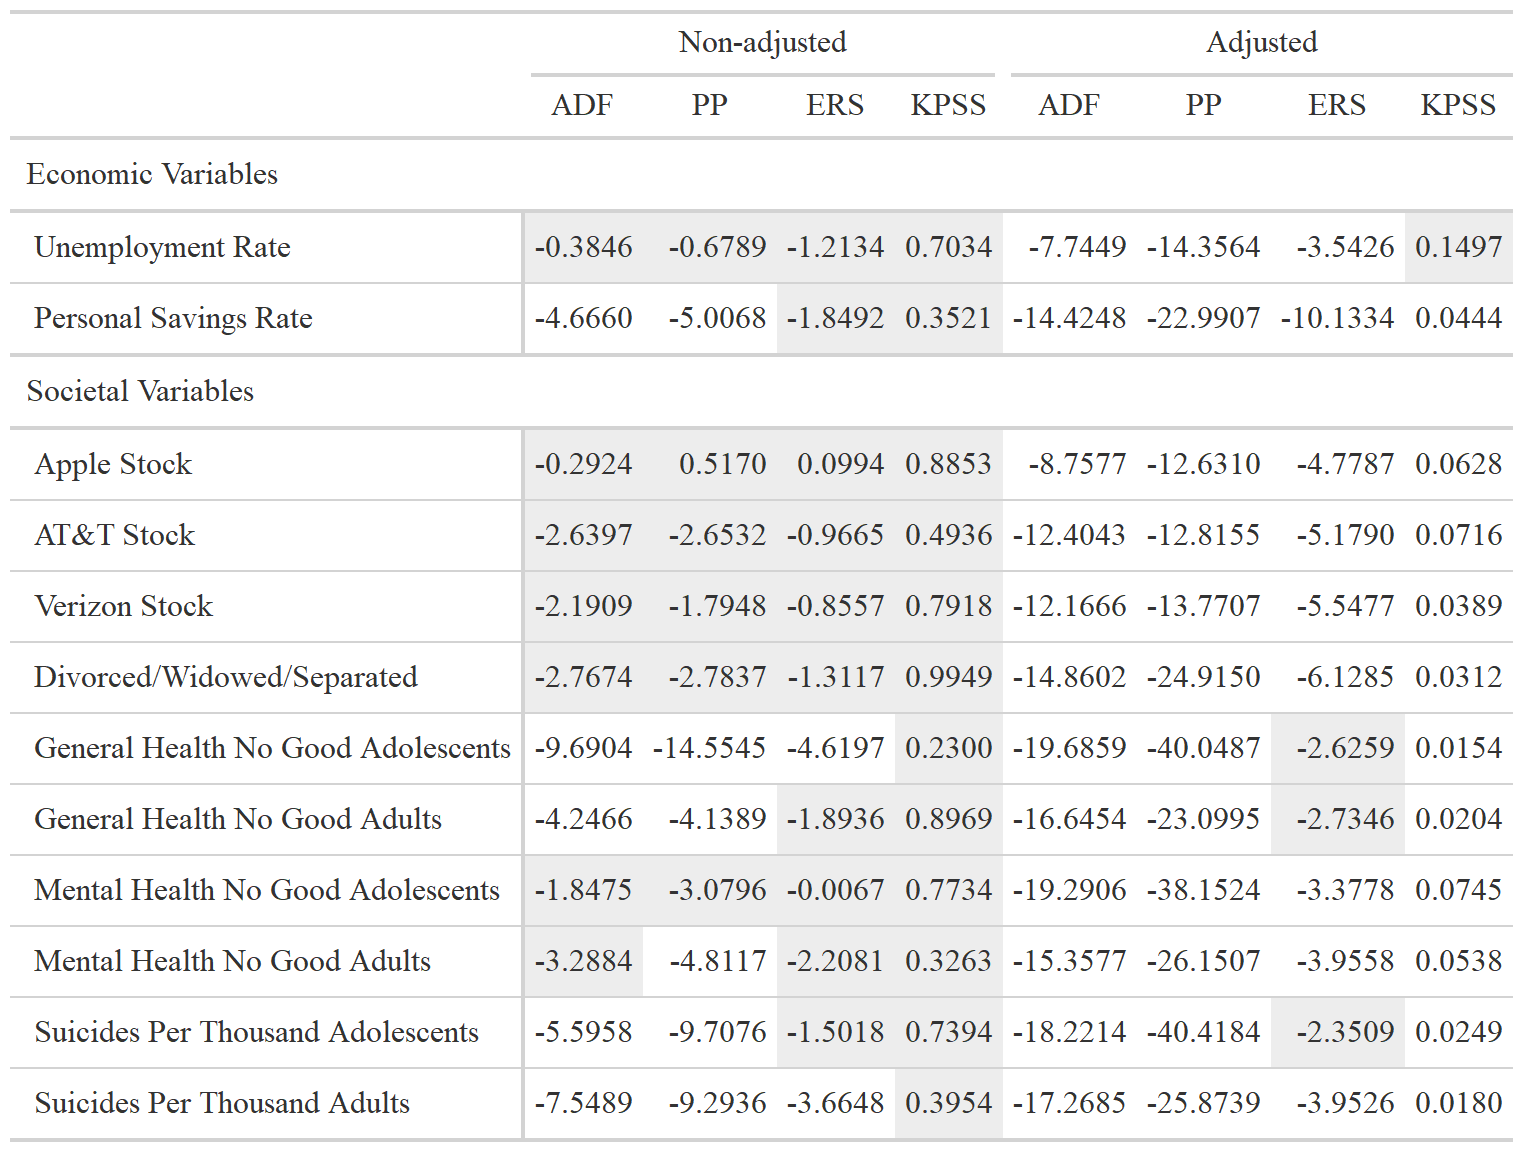 Non-adjusted Adjusted
ADF PP ERS KPSS ADF PP ERS KPSS
Economic Variables
Unemployment Rate -0.3846 -0.6789 -1.2134 0.7034 -7.7449 -14.3564 -3.5426 0.1497
Personal Savings Rate -4.6660 -5.0068 -1.8492 0.3521 -14.4248 -22.9907 -10.1334 0.0444
Societal Variables
Apple Stock -0.2924 0.5170 0.0994 0.8853 -8.7577 -12.6310 -4.7787 0.0628
AT&T Stock -2.6397 -2.6532 -0.9665 0.4936 -12.4043 -12.8155 -5.1790 0.0716
Verizon Stock -2.1909 -1.7948 -0.8557 0.7918 -12.1666 -13.7707 -5.5477 0.0389
Divorced/Widowed/Separated -2.7674 -2.7837 -1.3117 0.9949 -14.8602 -24.9150 -6.1285 0.0312
General Health No Good Adolescents -9.6904 -14.5545 -4.6197 0.2300 -19.6859 -40.0487 -2.6259 0.0154
General Health No Good Adults -4.2466 -4.1389 -1.8936 0.8969 -16.6454 -23.0995 -2.7346 0.0204
Mental Health No Good Adolescents -1.8475 -3.0796 -0.0067 0.7734 -19.2906 -38.1524 -3.3778 0.0745
Mental Health No Good Adults -3.2884 -4.8117 -2.2081 0.3263 -15.3577 -26.1507 -3.9558 0.0538
Suicides Per Thousand Adolescents -5.5958 -9.7076 -1.5018 0.7394 -18.2214 -40.4184 -2.3509 0.0249
Suicides Per Thousand Adults -7.5489 -9.2936 -3.6648 0.3954 -17.2685 -25.8739 -3.9526 0.0180